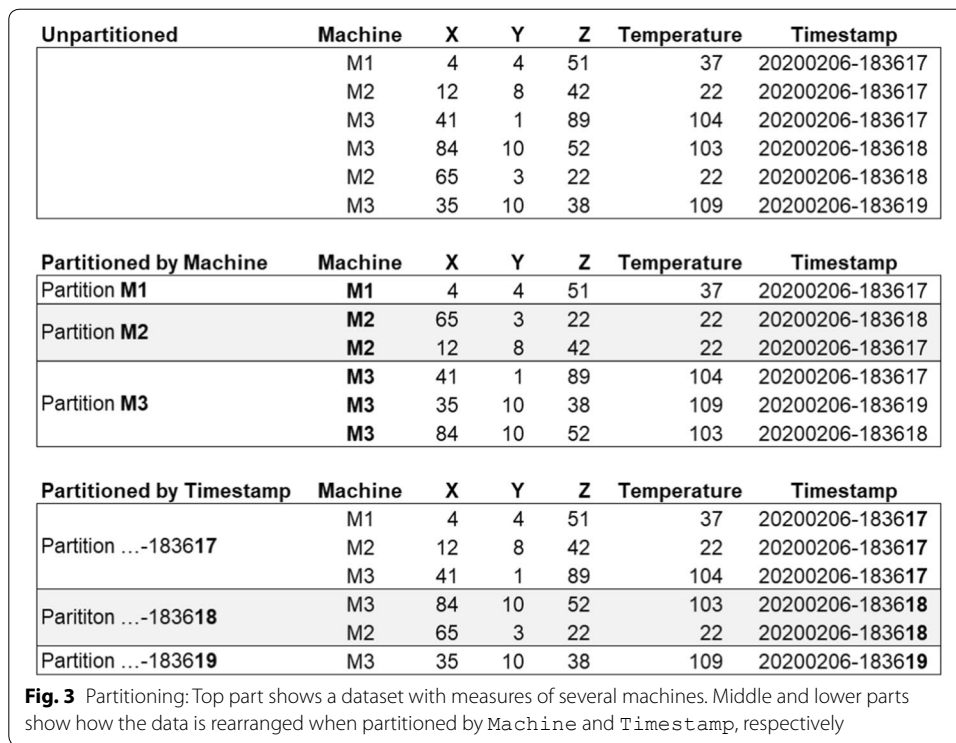 Unpartitioned Machine X Y Z Temperature Timestamp
M1 4 4 51 37 20200206-183617
M2 12 8 42 22 20200206-183617
M3 41 1 89 104 20200206-183617
M3 84 10 52 103 20200206-183618
M2 65 3 22 22 20200206-183618
M3 35 10 38 109 20200206-183619
Partitioned by Machine Machine X Y Z Temperature Timestamp
Partition M1 M1 4 4 51 37 20200206-183617
Partition M2 M2 65 3 22 22 20200206-183618
M2 12 8 42 22 20200206-183617
M3 41 1 89 104 20200206-183617
Partition M3 M3 35 10 38 109 20200206-183619
M3 84 10 52 103 20200206-183618
Partitioned by Timestamp Machine X Y Z Temperature Timestamp
M1 4 4 51 37 20200206-183617
Partition ...-183617 M2 12 8 42 22 20200206-183617
M3 41 1 89 104 20200206-183617
Parititon ...-183618 M3 84 10 52 103 20200206-183618
M2 65 3 22 22 20200206-183618
Partition ...-183619 M3 35 10 38 109 20200206-183619
Fig. 3 Partitioning: Top part shows a dataset with measures of several machines. Middle and lower parts
show how the data is rearranged when partitioned by Machine and Timestamp, respectively